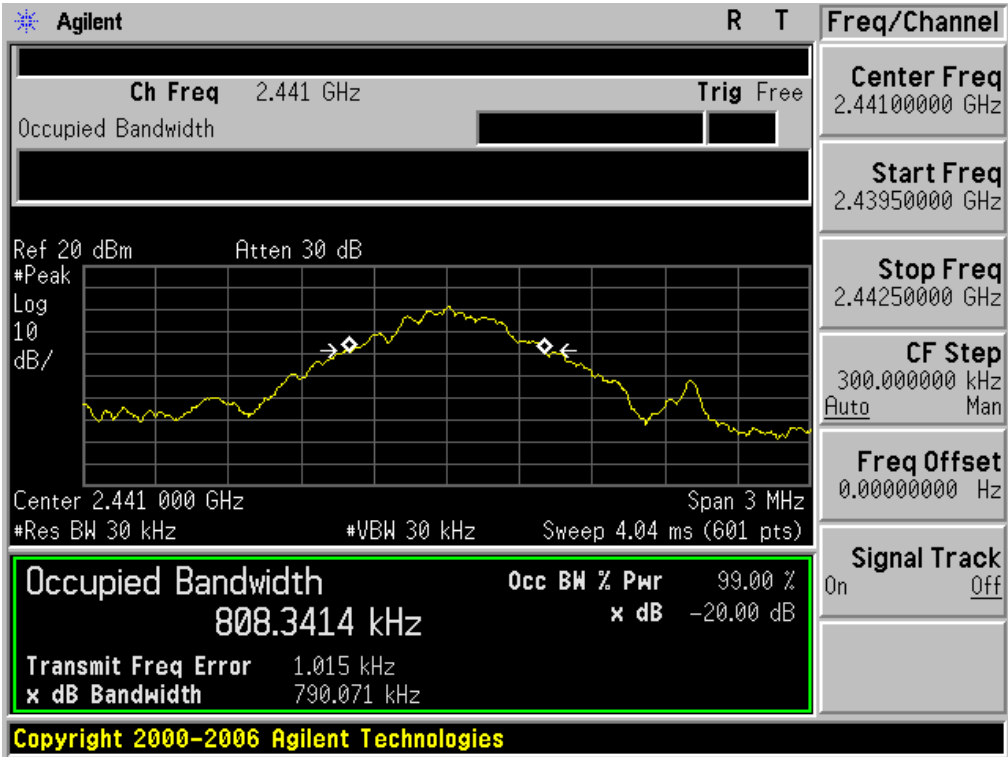 Agilent R T
Ch Freq 2.441 GHz Trig Free
Occupied Bandwidth
Ref 20 dBm Atten 30 dB
#Peak
Log
10
dB/
Center 2.441 000 GHz Span 3 MHz
#Res BW 30 kHz #VBW 30 kHz Sweep 4.04 ms (601 pts)
Occupied Bandwidth
808.3414 kHz
Occ BW % Pwr 99.00 %
x dB -20.00 dB
Transmit Freq Error 1.015 kHz
x dB Bandwidth 790.071 kHz
Copyright 2000-2006 Agilent Technologies
Freq/Channel
Center Freq
2.44100000 GHz
Start Freq
2.43950000 GHz
Stop Freq
2.44250000 GHz
CF Step
300.000000 kHz
Auto Man
Freq Offset
0.00000000 Hz
Signal Track
On Off